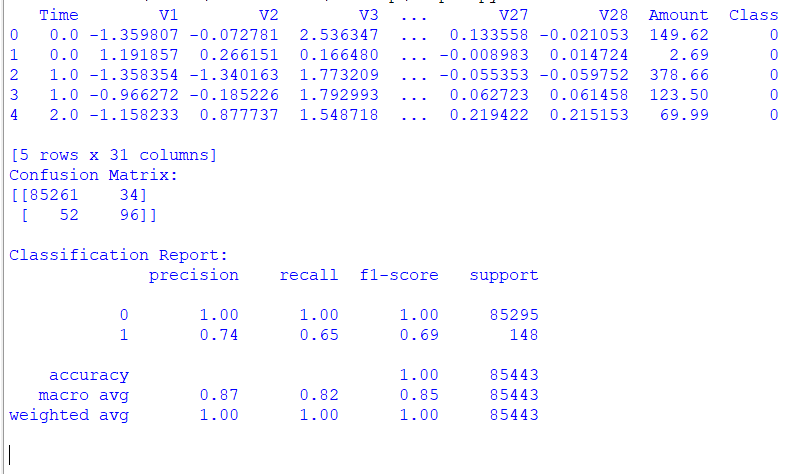 Time V1 V2 V3 ... V27 V28 Amount Class
0 0.0 -1.359807 -0.072781 2.536347 ... 0.133558 -0.021053 149.62 0
1 0.0 1.191857 0.266151 0.166480 ... -0.008983 0.014724 2.69 0
2 1.0 -1.358354 -1.340163 1.773209 ... -0.055353 -0.059752 378.66 0
3 1.0 -0.966272 -0.185226 1.792993 ... 0.062723 0.061458 123.50 0
4 2.0 -1.158233 0.877737 1.548718 ... 0.219422 0.215153 69.99 0
[5 rows x 31 columns]
Confusion Matrix:
[[85261 34]
[ 52 96]]
Classification Report:
precision recall f1-score support
0 1.00 1.00 1.00 85295
1 0.74 0.65 0.69 148
accuracy 1.00 85443
macro avg 0.87 0.82 0.85 85443
weighted avg 1.00 1.00 1.00 85443